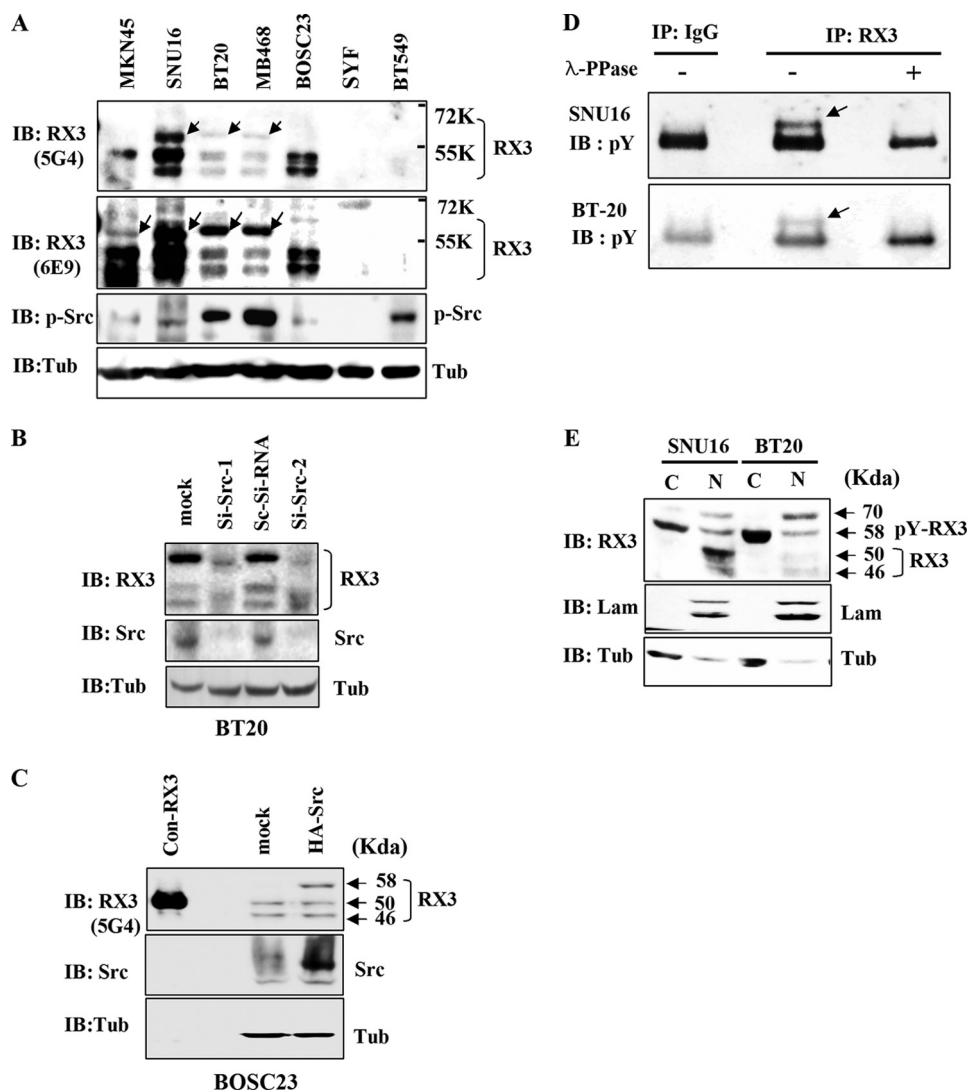 A
MKN45
SNU16
BT20
MB468
BOSC23
SYF
BT549
IB: RX3
(5G4)
72K
55K
RX3
IB: RX3
(6E9)
72K
55K
RX3
IB: p-Src
p-Src
IB:Tub
Tub
B
mock
Si-Src-1
Sc-Si-RNA
Si-Src-2
IB: RX3
RX3
IB: Src
Src
IB:Tub
Tub
BT20
C
Con-RX3
mock
HA-Src
(Kda)
IB: RX3
(5G4)
58
50
46
RX3
IB: Src
Src
IB:Tub
Tub
BOSC23
D
IP: IgG
IP: RX3
λ-PPase
-
-
+
SNU16
IB : pY
BT-20
IB : pY
E
SNU16
BT20
C
N
C
N
(Kda)
IB: RX3
70
58
pY-RX3
50
46
RX3
IB: Lam
Lam
IB: Tub
Tub